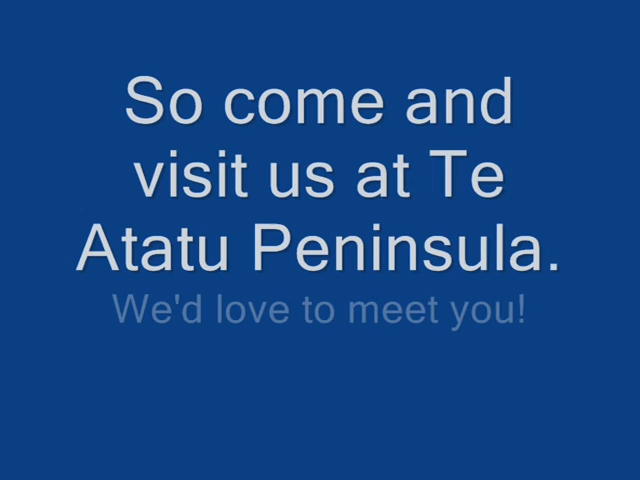 So come and
visit us at Te
Atatu Peninsula.
We'd love to meet you!